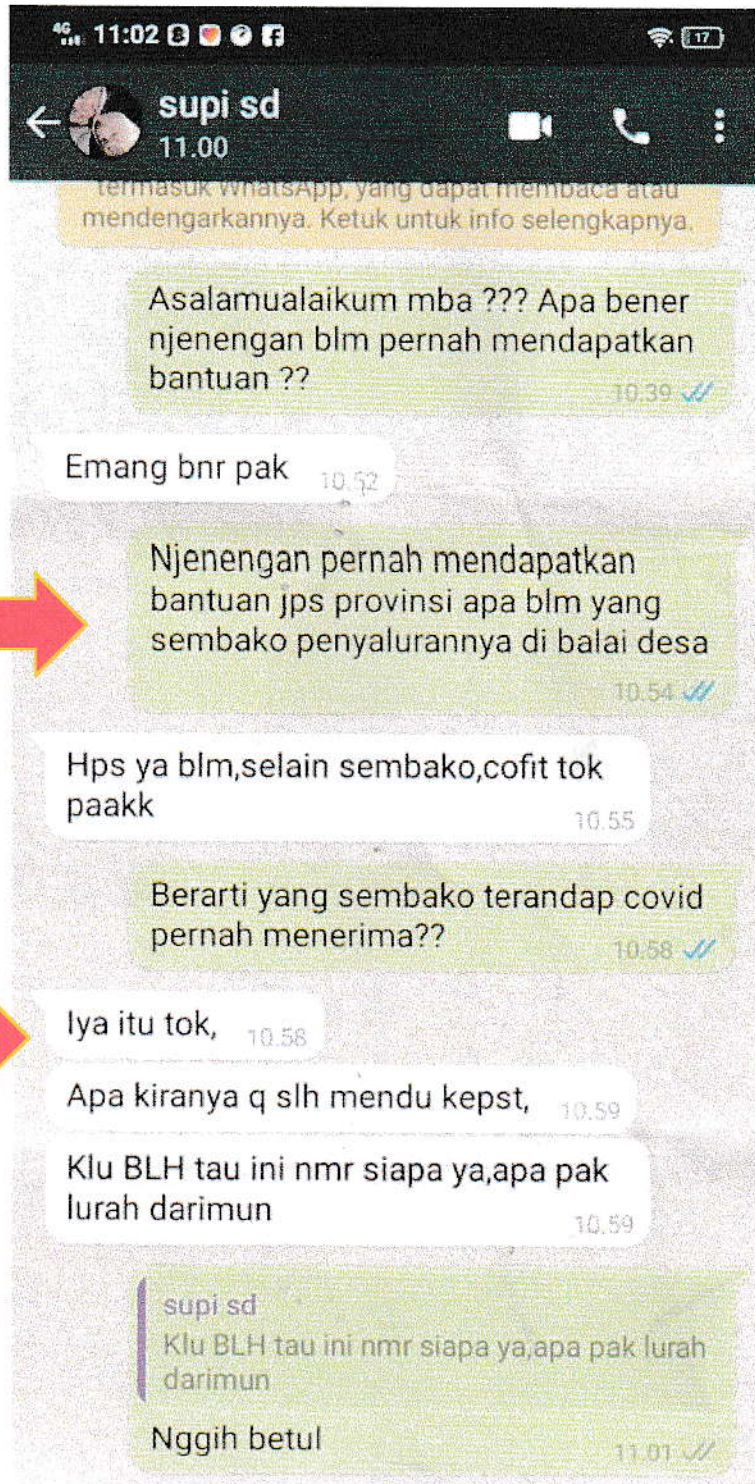 4G 11:02 17
supi sd
11.00
termasuk WhatsApp, yang dapat membaca atau
mendengarkannya. Ketuk untuk info selengkapnya.
Asalamualaikum mba ??? Apa bener
njenengan blm pernah mendapatkan
bantuan ??
10.39
Emang bnr pak 10.52
Njenengan pernah mendapatkan
bantuan jps provinsi apa blm yang
sembako penyalurannya di balai desa
10.54
Hps ya blm,selain sembako,cofit tok
paakk
10.55
Berarti yang sembako terandap covid
pernah menerima??
10.58
Iya itu tok, 10.58
Apa kiranya q slh mendu kepst, 10.59
Klu BLH tau ini nmr siapa ya,apa pak
lurah darimun
10.59
supi sd
Klu BLH tau ini nmr siapa ya,apa pak lurah
darimun
Nggih betul
11.01